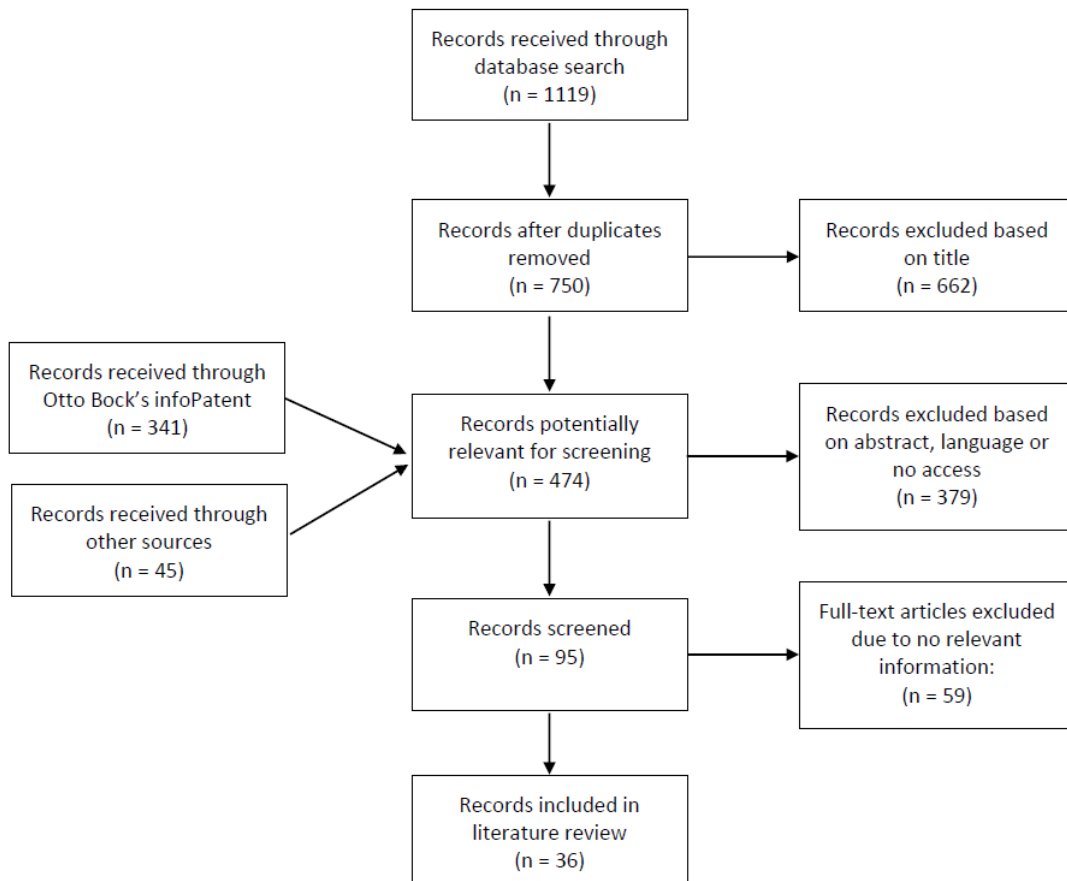 Records received through
database search
(n = 1119)
Records after duplicates
removed
(n = 750)
Records excluded based
on title
(n = 662)
Records received through
Otto Bock's infoPatent
(n = 341)
Records potentially
relevant for screening
(n = 474)
Records excluded based
on abstract, language or
no access
(n = 379)
Records received through
other sources
(n = 45)
Records screened
(n = 95)
Full-text articles excluded
due to no relevant
information:
(n = 59)
Records included in
literature review
(n = 36)